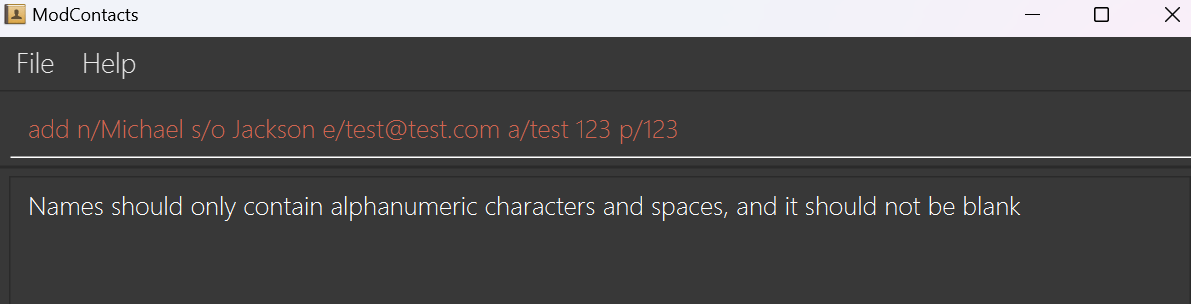 ModContacts
File Help
add n/Michael s/o Jackson e/test@test.com a/test 123 p/123
Names should only contain alphanumeric characters and spaces, and it should not be blank